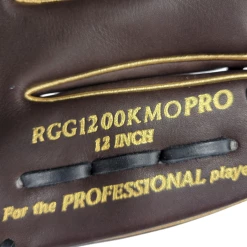 RGG1200KMOPRO
12 INCH
For the PROFESSIONAL playe